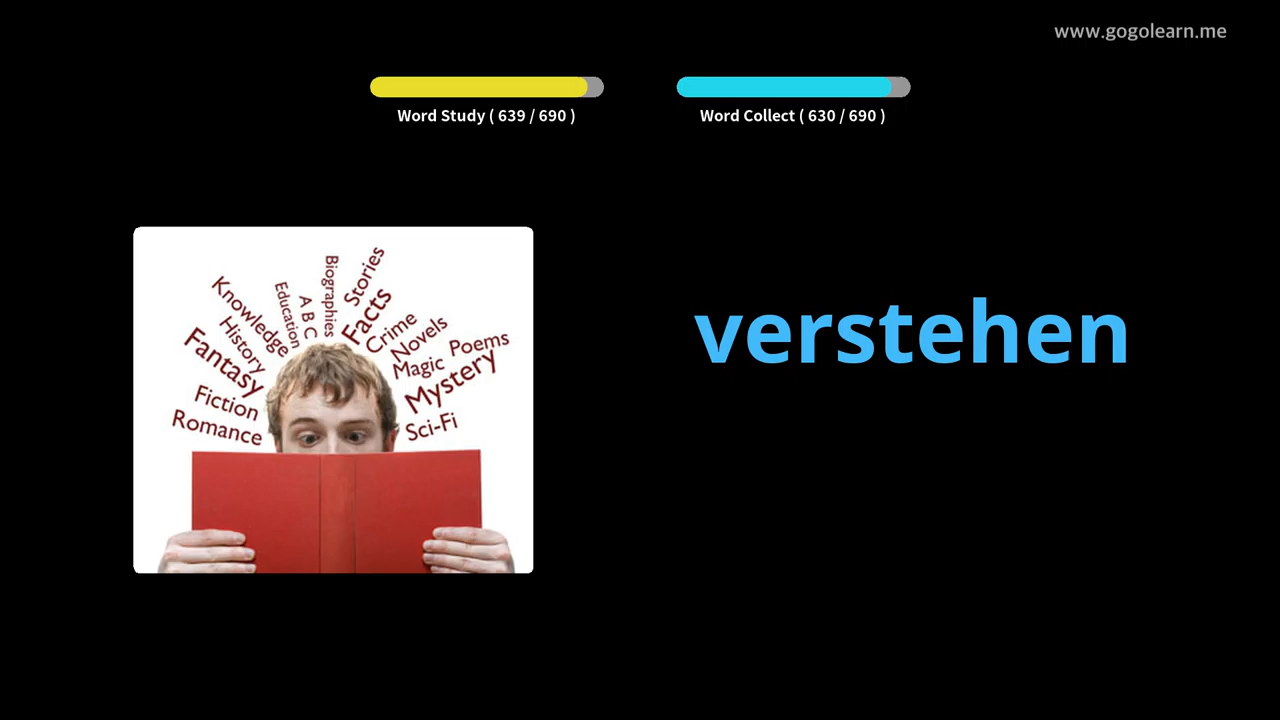 www.gogolearn.me
Word Study ( 639 / 690 )
Word Collect ( 630 / 690 )
verstehen
Romance
Fiction
Fantasy
History
Knowledge
Education
A B C
Biographies
Stories
Facts
Crime
Novels
Magic
Poems
Mystery
Sci-Fi